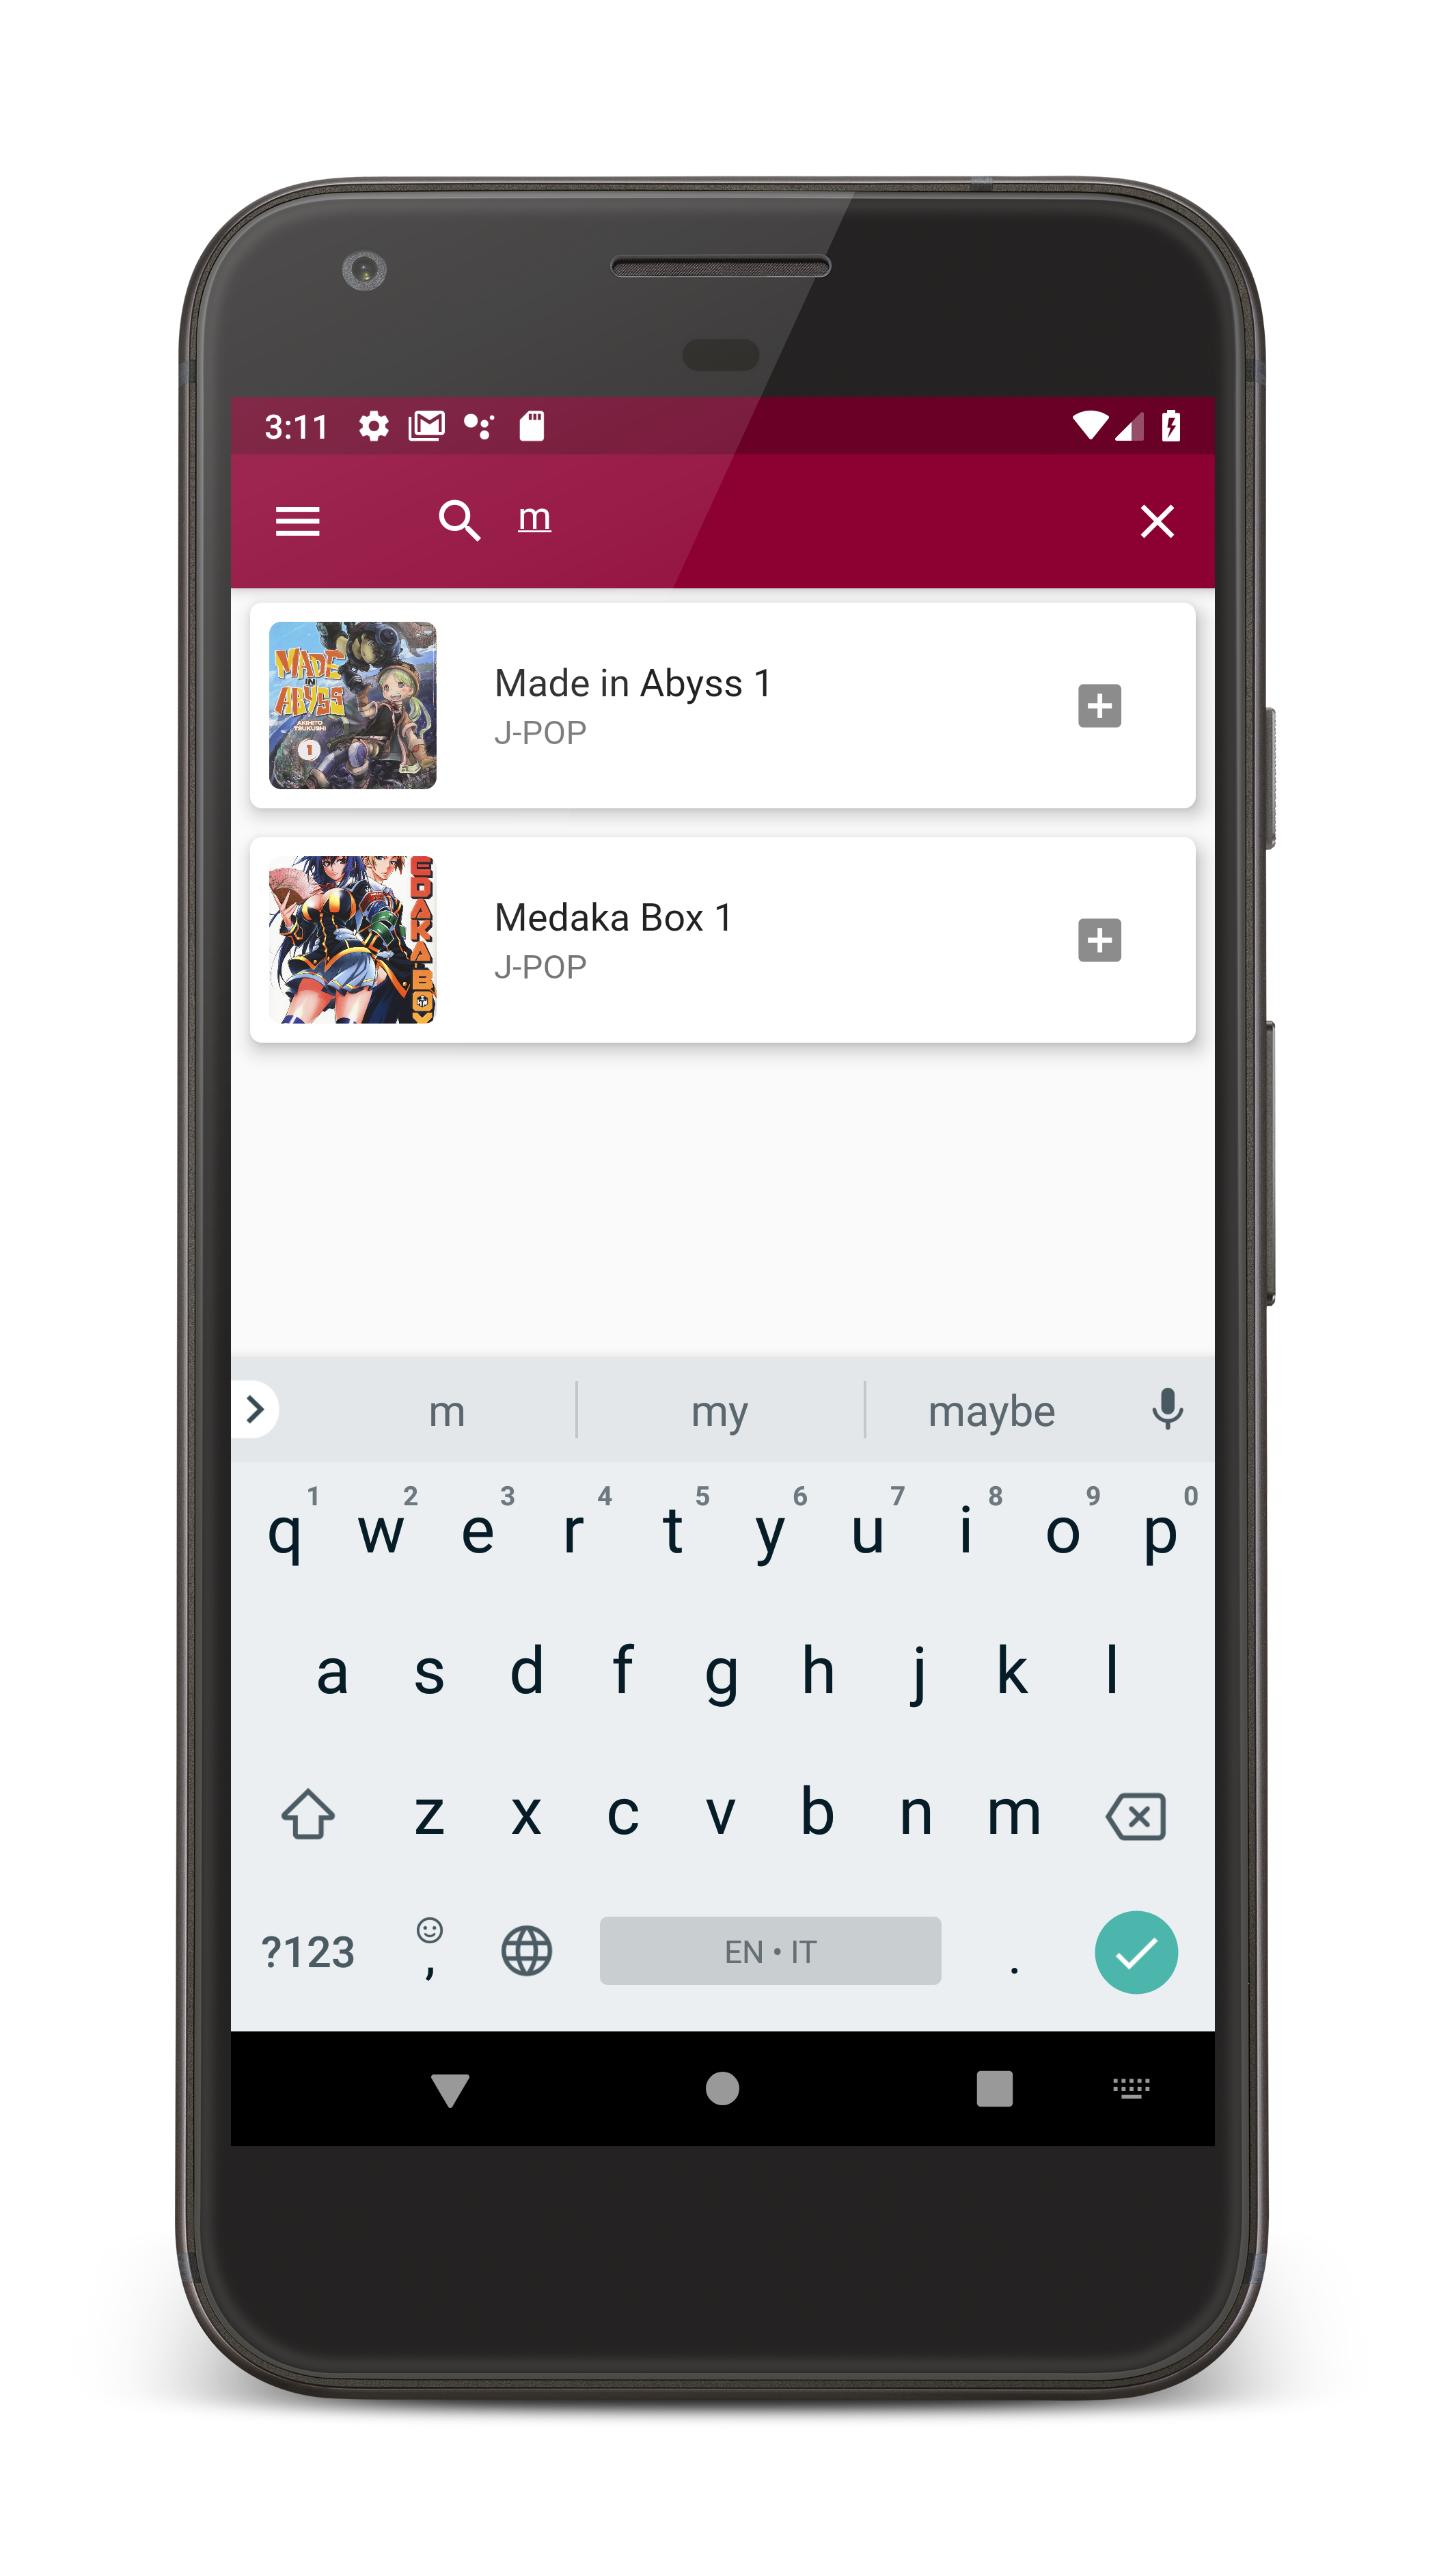 3:11
m
MADE
IN
ABYSS
AKIHITO
TSUKUSHI
1
Made in Abyss 1
J-POP
EDAKA BOX
Medaka Box 1
J-POP
m my maybe
1 2 3 4 5 6 7 8 9 0
q w e r t y u i o p
a s d f g h j k l
z x c v b n m
?123 , EN • IT .